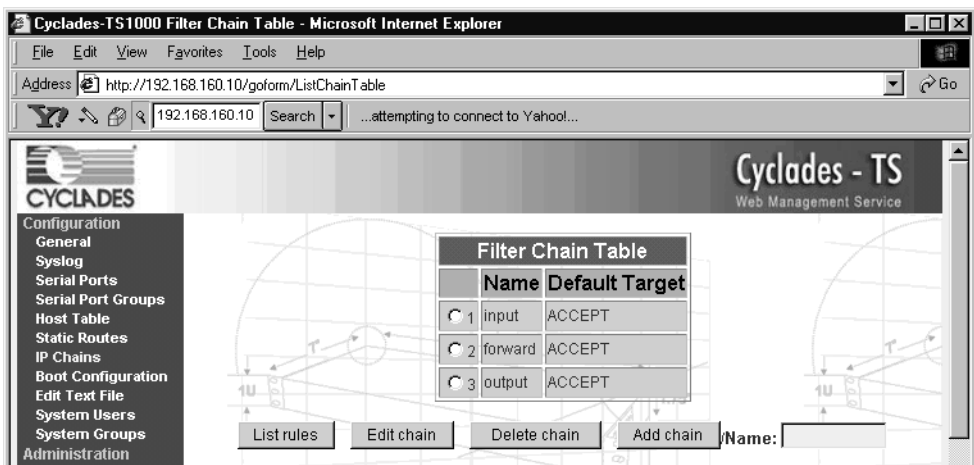 Cyclades-TS1000 Filter Chain Table - Microsoft Internet Explorer
File Edit View Favorites Tools Help
Address http://192.168.160.10/goform/ListChainTable Go
Y! 192.168.160.10 Search ...attempting to connect to Yahoo!...
CYCLADES
Cyclades - TS
Web Management Service
Configuration
General
Syslog
Serial Ports
Serial Port Groups
Host Table
Static Routes
IP Chains
Boot Configuration
Edit Text File
System Users
System Groups
Administration
Filter Chain Table
Name Default Target
1 input ACCEPT
2 forward ACCEPT
3 output ACCEPT
1U
1U
List rules Edit chain Delete chain Add chain /Name: